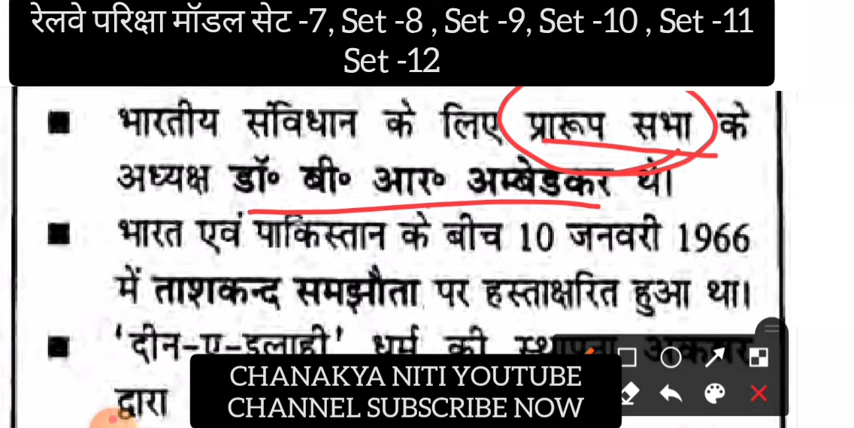 रेलवे परिक्षा मॉडल सेट -7, Set -8 , Set -9, Set -10 , Set -11
Set -12
भारतीय संविधान के लिए प्रारूप सभा के
अध्यक्ष डॉ॰ बी॰ आर॰ अम्बेडकर थे।
भारत एवं पाकिस्तान के बीच 10 जनवरी 1966
में ताशकन्द समझौता पर हस्ताक्षरित हुआ था।
'दीन-ए-इलाही' धर्म की स्थापना अकबर
द्वारा
CHANAKYA NITI YOUTUBE
CHANNEL SUBSCRIBE NOW